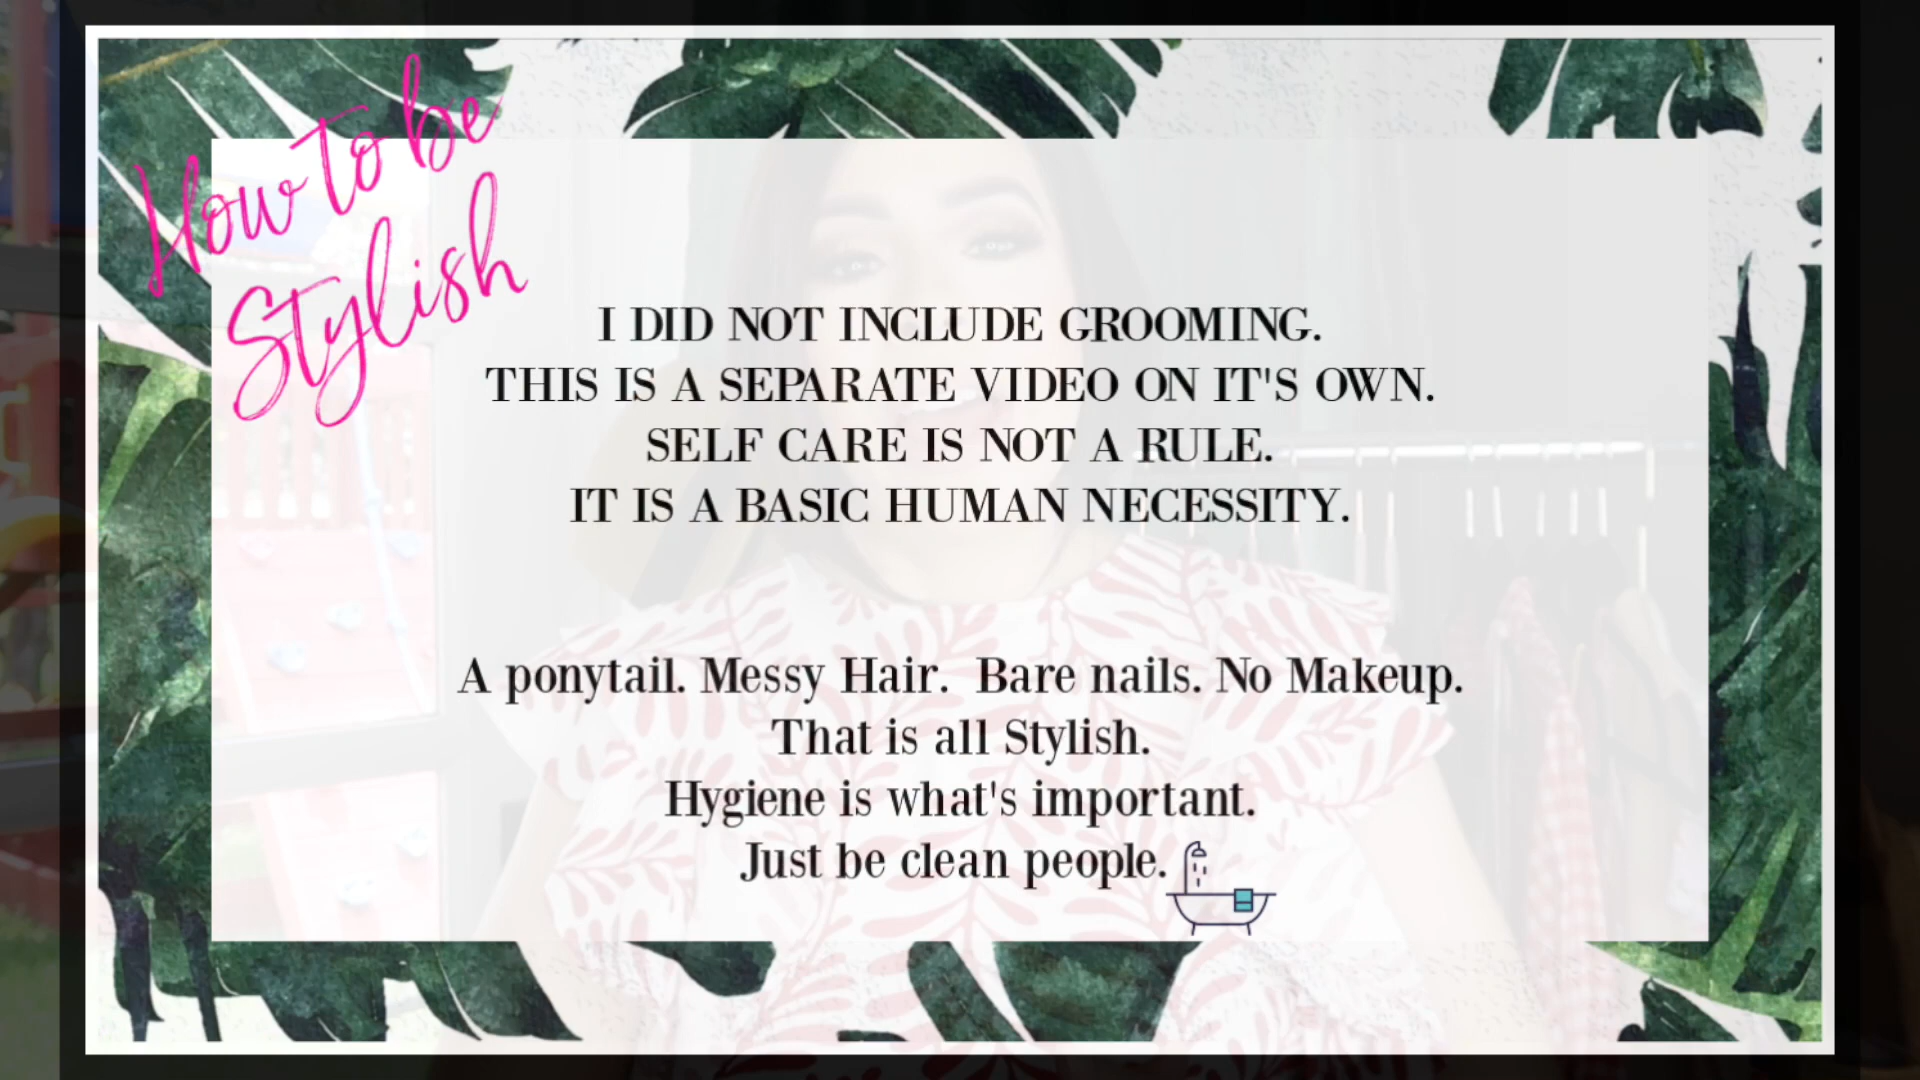 How to be
Stylish
I DID NOT INCLUDE GROOMING.
THIS IS A SEPARATE VIDEO ON IT'S OWN.
SELF CARE IS NOT A RULE.
IT IS A BASIC HUMAN NECESSITY.
A ponytail. Messy Hair.  Bare nails. No Makeup.
That is all Stylish.
Hygiene is what's important.
Just be clean people.